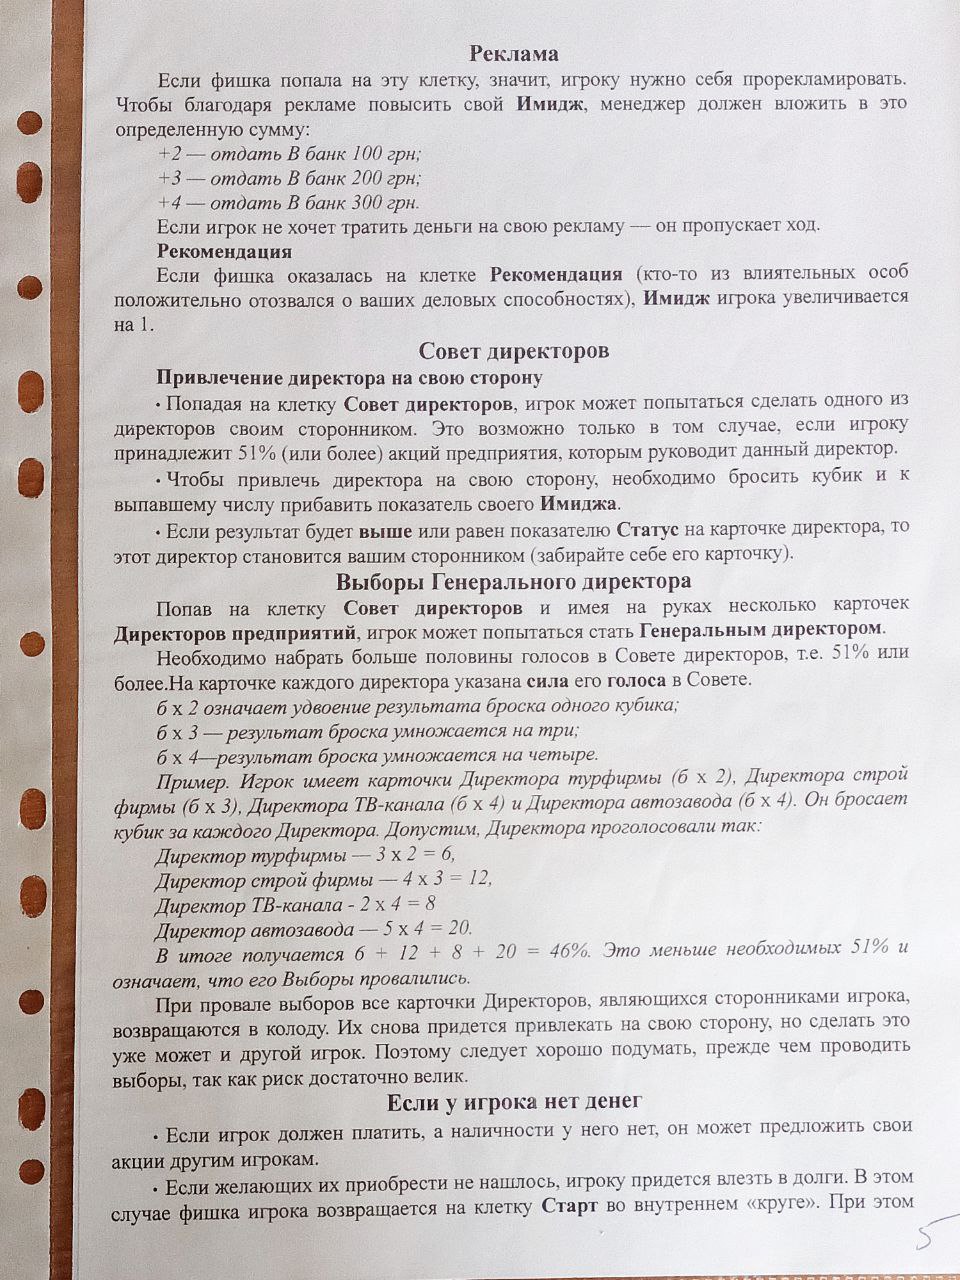 Реклама
Если фишка попала на эту клетку, значит, игроку нужно себя прорекламировать.
Чтобы благодаря рекламе повысить свой Имидж, менеджер должен вложить в это
определенную сумму:
+2 — отдать В банк 100 грн;
+3 — отдать В банк 200 грн;
+4 — отдать В банк 300 грн.
Если игрок не хочет тратить деньги на свою рекламу — он пропускает ход.
Рекомендация
Если фишка оказалась на клетке Рекомендация (кто-то из влиятельных особ
положительно отозвался о ваших деловых способностях), Имидж игрока увеличивается
на 1.
Совет директоров
Привлечение директора на свою сторону
· Попадая на клетку Совет директоров, игрок может попытаться сделать одного из
директоров своим сторонником. Это возможно только в том случае, если игроку
принадлежит 51% (или более) акций предприятия, которым руководит данный директор.
· Чтобы привлечь директора на свою сторону, необходимо бросить кубик и к
выпавшему числу прибавить показатель своего Имиджа.
· Если результат будет выше или равен показателю Статус на карточке директора, то
этот директор становится вашим сторонником (забирайте себе его карточку).
Выборы Генерального директора
Попав на клетку Совет директоров и имея на руках несколько карточек
Директоров предприятий, игрок может попытаться стать Генеральным директором.
Необходимо набрать больше половины голосов в Совете директоров, т.е. 51% или
более.На карточке каждого директора указана сила его голоса в Совете.
б х 2 означает удвоение результата броска одного кубика;
б х 3 — результат броска умножается на три;
б х 4—результат броска умножается на четыре.
Пример. Игрок имеет карточки Директора турфирмы (б х 2), Директора строй
фирмы (б х 3), Директора ТВ-канала (б х 4) и Директора автозавода (б х 4). Он бросает
кубик за каждого Директора. Допустим, Директора проголосовали так:
Директор турфирмы — 3 х 2 = 6,
Директор строй фирмы — 4 х 3 = 12,
Директор ТВ-канала - 2 х 4 = 8
Директор автозавода — 5 х 4 = 20.
В итоге получается 6 + 12 + 8 + 20 = 46%. Это меньше необходимых 51% и
означает, что его Выборы провалились.
При провале выборов все карточки Директоров, являющихся сторонниками игрока,
возвращаются в колоду. Их снова придется привлекать на свою сторону, но сделать это
уже может и другой игрок. Поэтому следует хорошо подумать, прежде чем проводить
выборы, так как риск достаточно велик.
Если у игрока нет денег
· Если игрок должен платить, а наличности у него нет, он может предложить свои
акции другим игрокам.
· Если желающих их приобрести не нашлось, игроку придется влезть в долги. В этом
случае фишка игрока возвращается на клетку Старт во внутреннем «круге». При этом
5